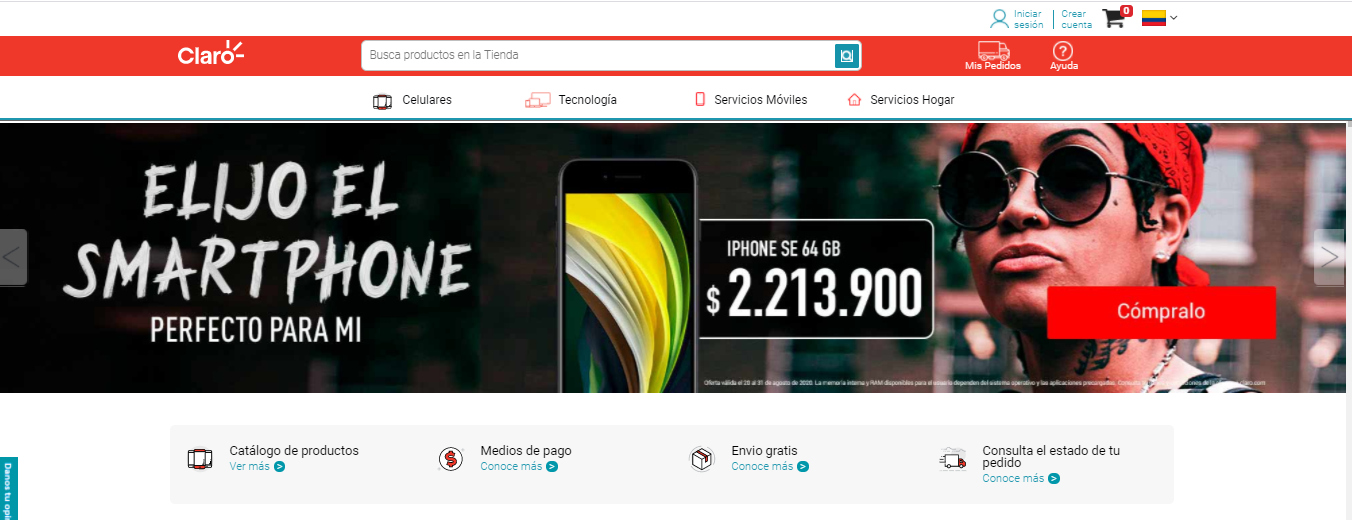 Iniciar
sesión
Crear
cuenta
0
Claro
Busca productos en la Tienda
Mis Pedidos
Ayuda
Celulares
Tecnología
Servicios Móviles
Servicios Hogar
ELIJO EL
SMARTPHONE
PERFECTO PARA MI
IPHONE SE 64 GB
$ 2.213.900
Cómpralo
Oferta válida el 28 al 31 de agosto de 2020. La memoria interna y RAM disponibles para el usuario dependen del sistema operativo y las aplicaciones precargadas.
Catálogo de productos
Ver más >
Medios de pago
Conoce más >
Envio gratis
Conoce más >
Consulta el estado de tu
pedido
Conoce más >
Danos tu opi